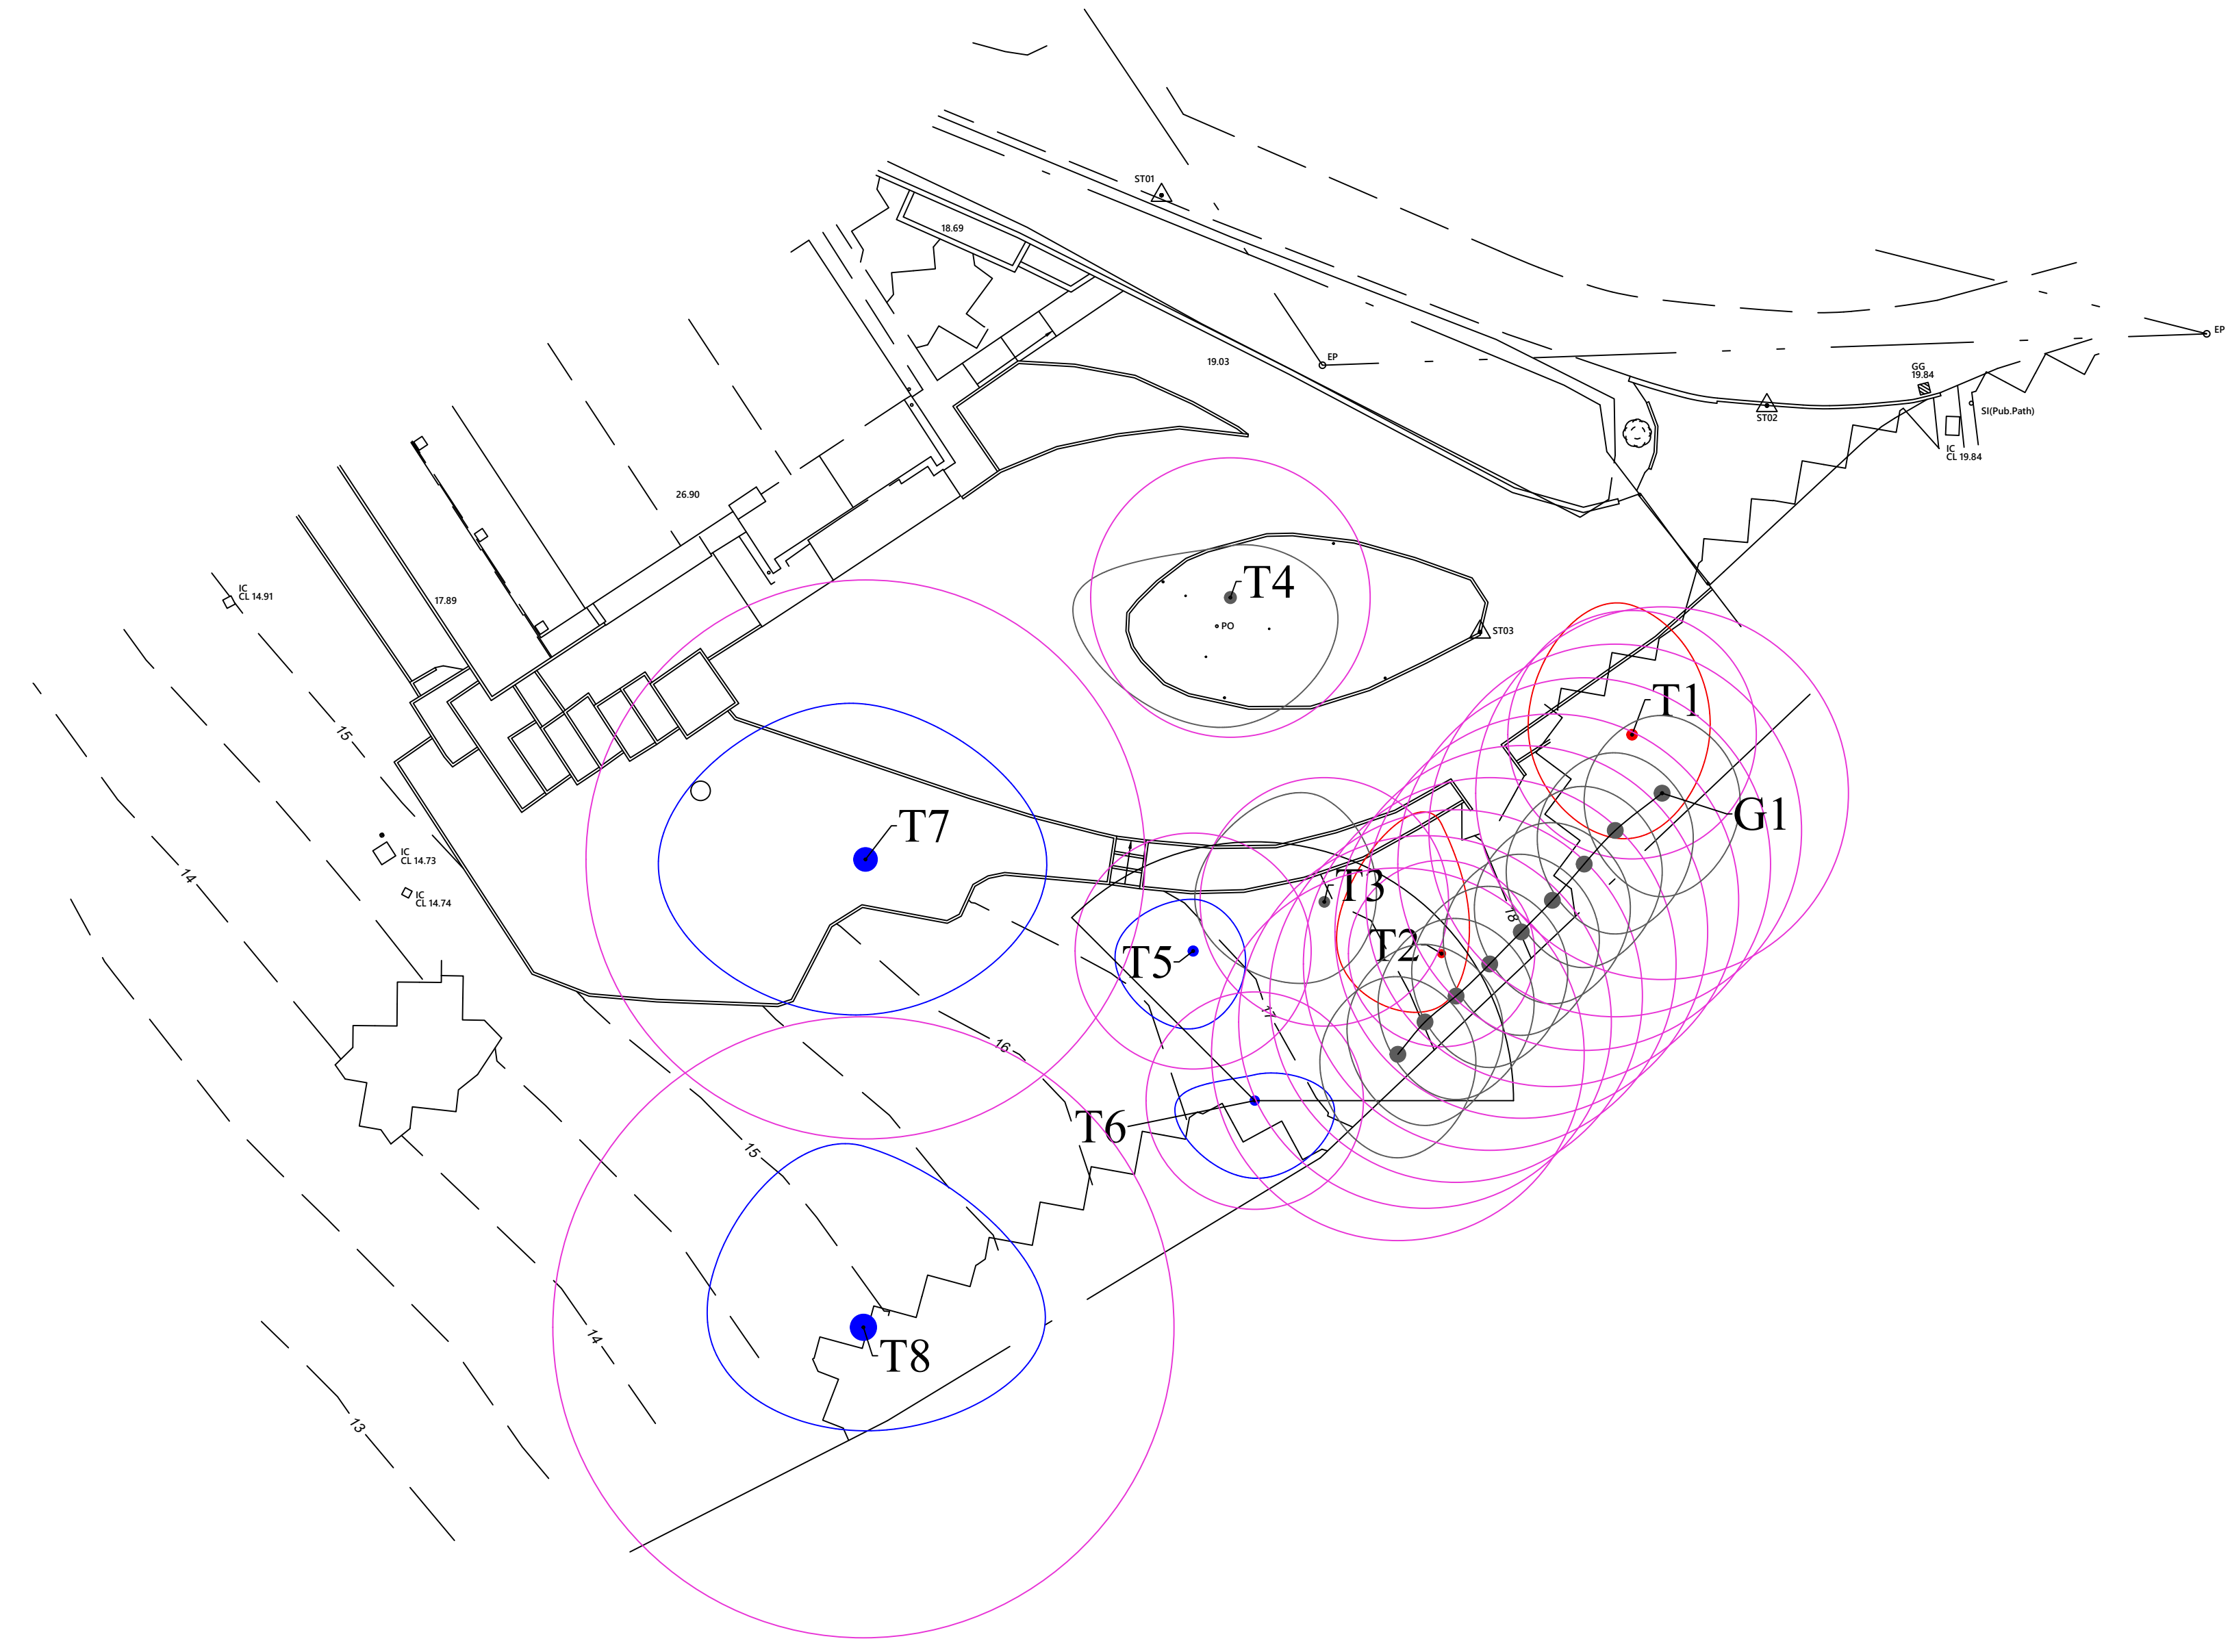 ST01
18.69
EP
19.03
EP
GG
19.84
ST02
SI(Pub.Path)
IC
CL 19.84
26.90
IC
CL 14.91
17.89
T4
PO
ST03
T1
15
G1
T7
IC
CL 14.73
14
IC
CL 14.74
T3
18
T2
T5
17
16
T6
15
14
T8
13